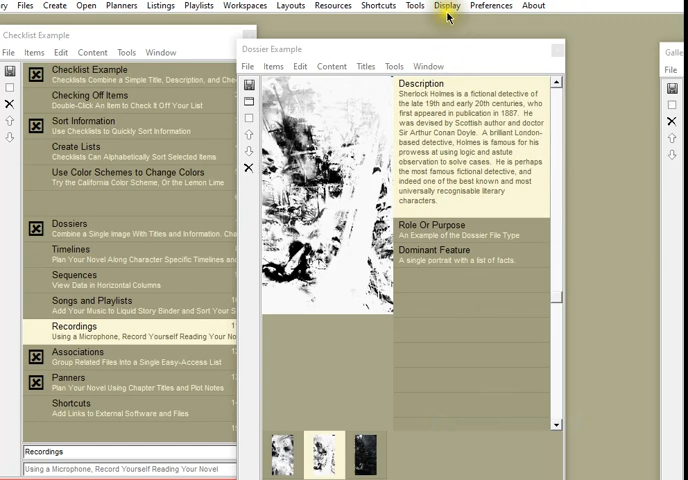 Files Create Open Planners Listings Playlists Workspaces Layouts Resources Shortcuts Tools Display Preferences About
Checklist Example
File Items Edit Content Tools Window
Checklist Example
Checklists Combine a Simple Title, Description, and
Checking Off Items
Double-Click An Item to Check It Off Your List
Sort Information
Use Checklists to Quickly Sort Information
Create Lists
Checklists Can Alphabetically Sort Selected Items
Use Color Schemes to Change Colors
Try the California Color Scheme, Or the Lemon Lime
Dossiers
Combine a Single Image With Titles and Information.
Timelines
Plan Your Novel Along Character Specific Timelines
Sequences
View Data in Horizontal Columns
Songs and Playlists
Add Your Music to Liquid Story Binder and Sort Your
Recordings
Using a Microphone, Record Yourself Reading Your
Associations
Group Related Files Into a Single Easy-Access List
Panners
Plan Your Novel Using Chapter Titles and Plot Notes
Shortcuts
Add Links to External Software and Files
Recordings
Using a Microphone, Record Yourself Reading Your Novel
Dossier Example
File Items Edit Content Titles Tools Window
Description
Sherlock Holmes is a fictional detective of
the late 19th and early 20th centuries, who
first appeared in publication in 1887. He
was devised by Scottish author and doctor
Sir Arthur Conan Doyle. A brilliant London-
based detective, Holmes is famous for his
prowess at using logic and astute
observation to solve cases. He is perhaps
the most famous fictional detective, and
indeed one of the best known and most
universally recognisable literary
characters.
Role Or Purpose
An Example of the Dossier File Type
Dominant Feature
A single portrait with a list of facts.
File